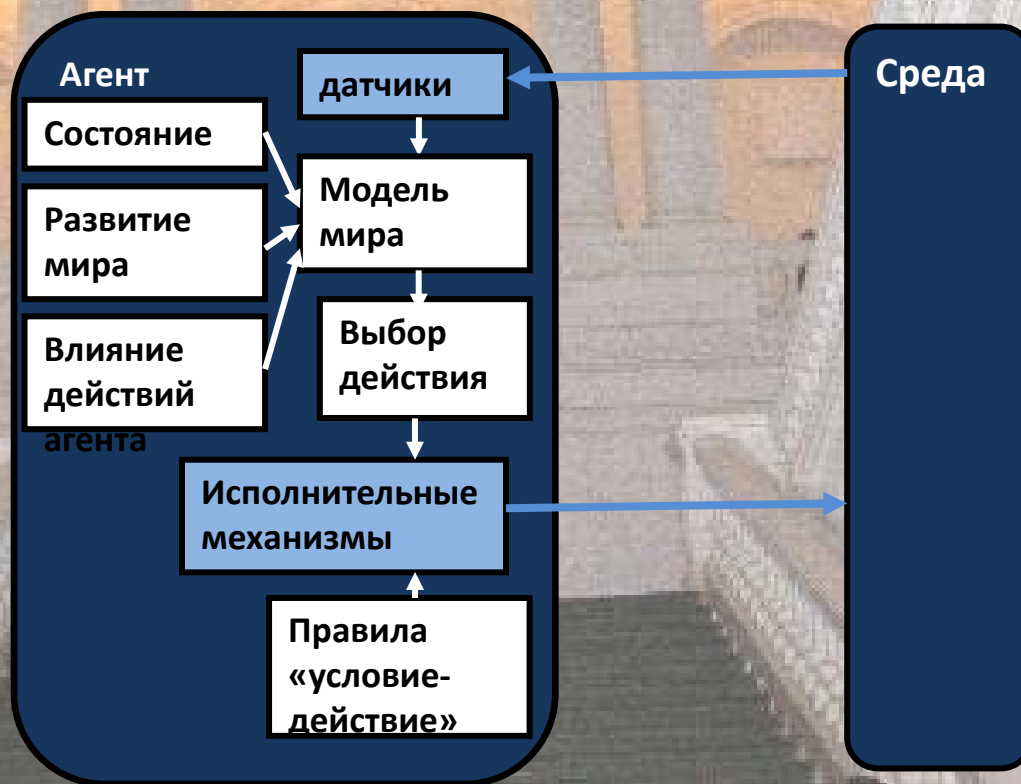 Агент
датчики
Среда
Состояние
Модель
мира
Развитие
мира
Выбор
действия
Влияние
действий
агента
Исполнительные
механизмы
Правила
«условие-
действие»